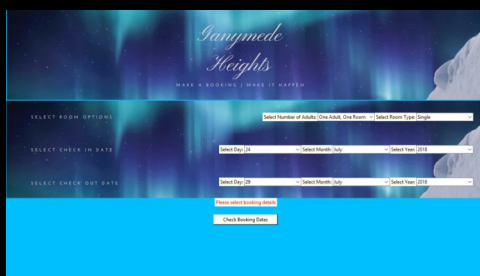 Ganymede
Heights
MAKE A BOOKING | MAKE IT HAPPEN
SELECT ROOM OPTIONS Select Number of Adults: One Adult, One Room Select Room Type: Single
SELECT CHECK IN DATE Select Day: 24 Select Month: July Select Year: 2018
SELECT CHECK OUT DATE Select Day: 29 Select Month: July Select Year: 2018
Please select booking details
Check Booking Dates